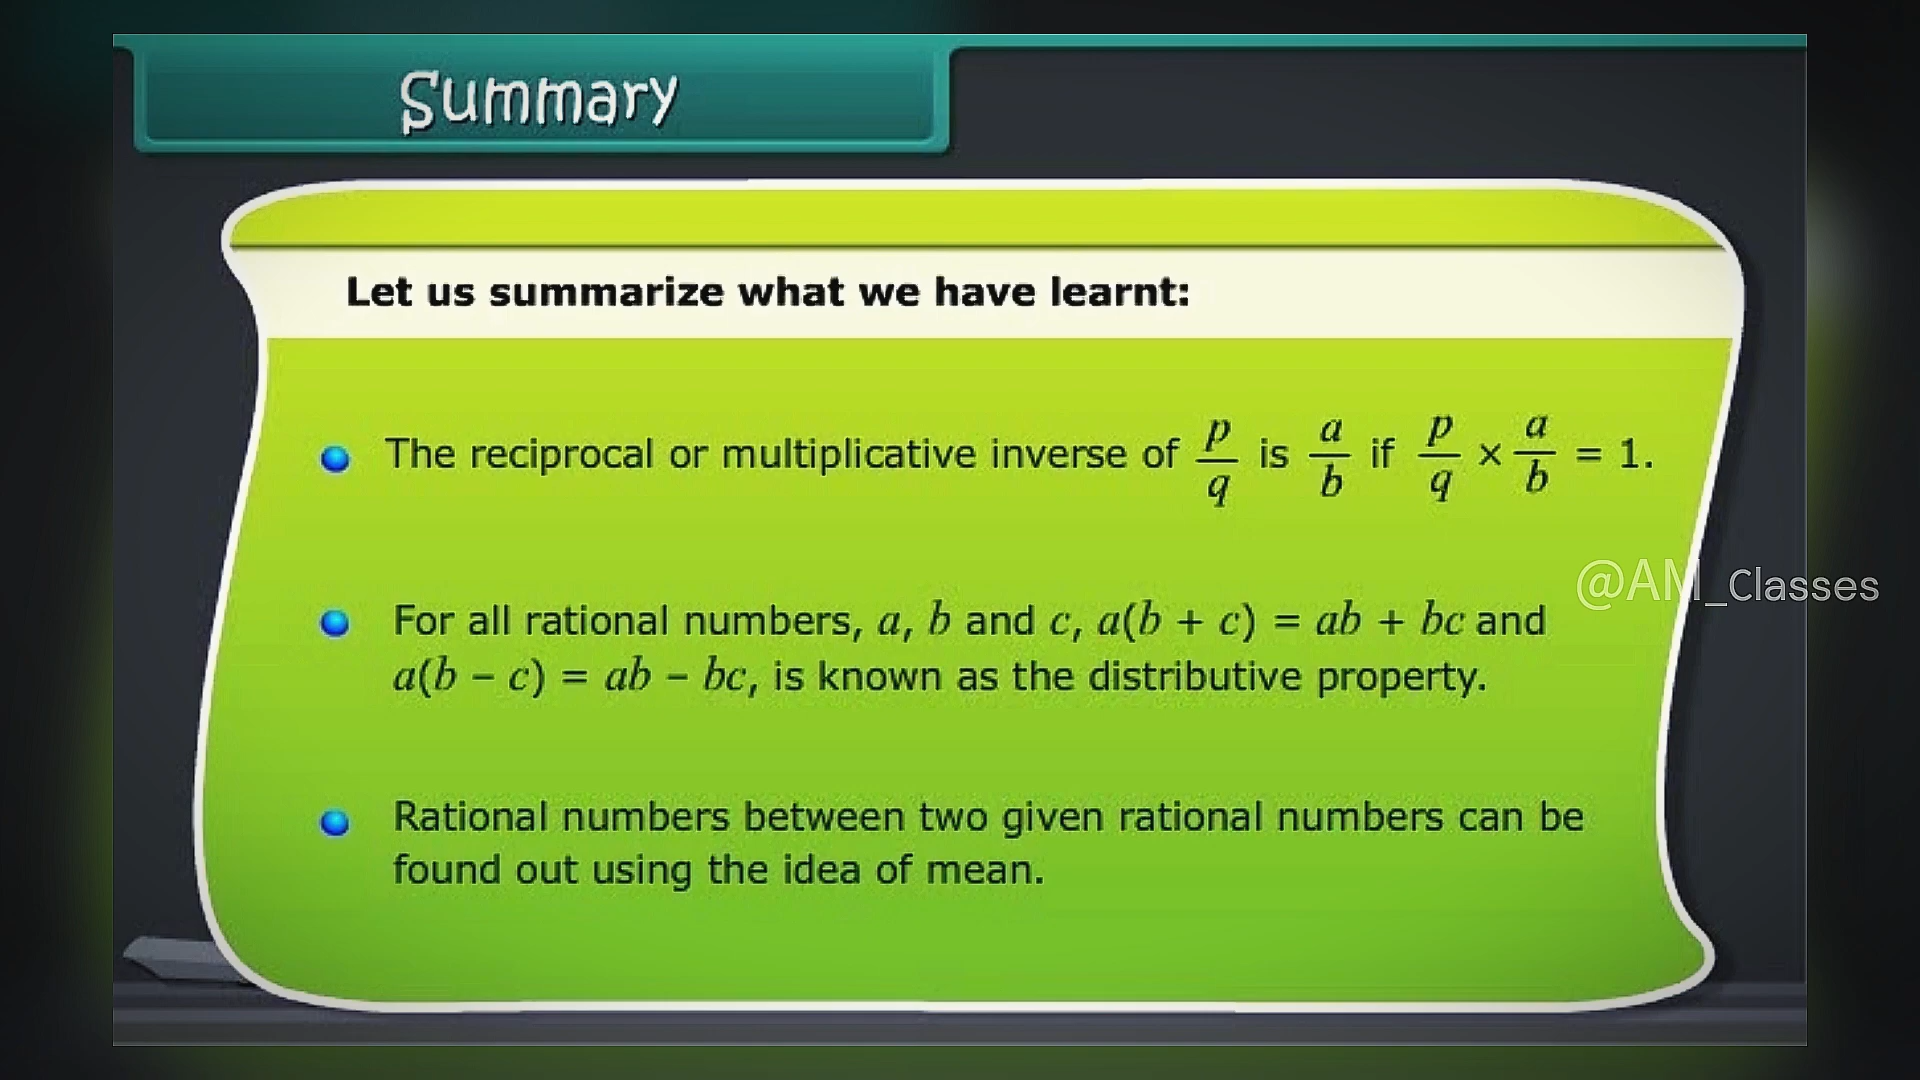 Summary
Let us summarize what we have learnt:
The reciprocal or multiplicative inverse of p/q is a/b if p/q × a/b = 1.
@AM_Classes
For all rational numbers, a, b and c, a(b + c) = ab + bc and
a(b − c) = ab − bc, is known as the distributive property.
Rational numbers between two given rational numbers can be
found out using the idea of mean.